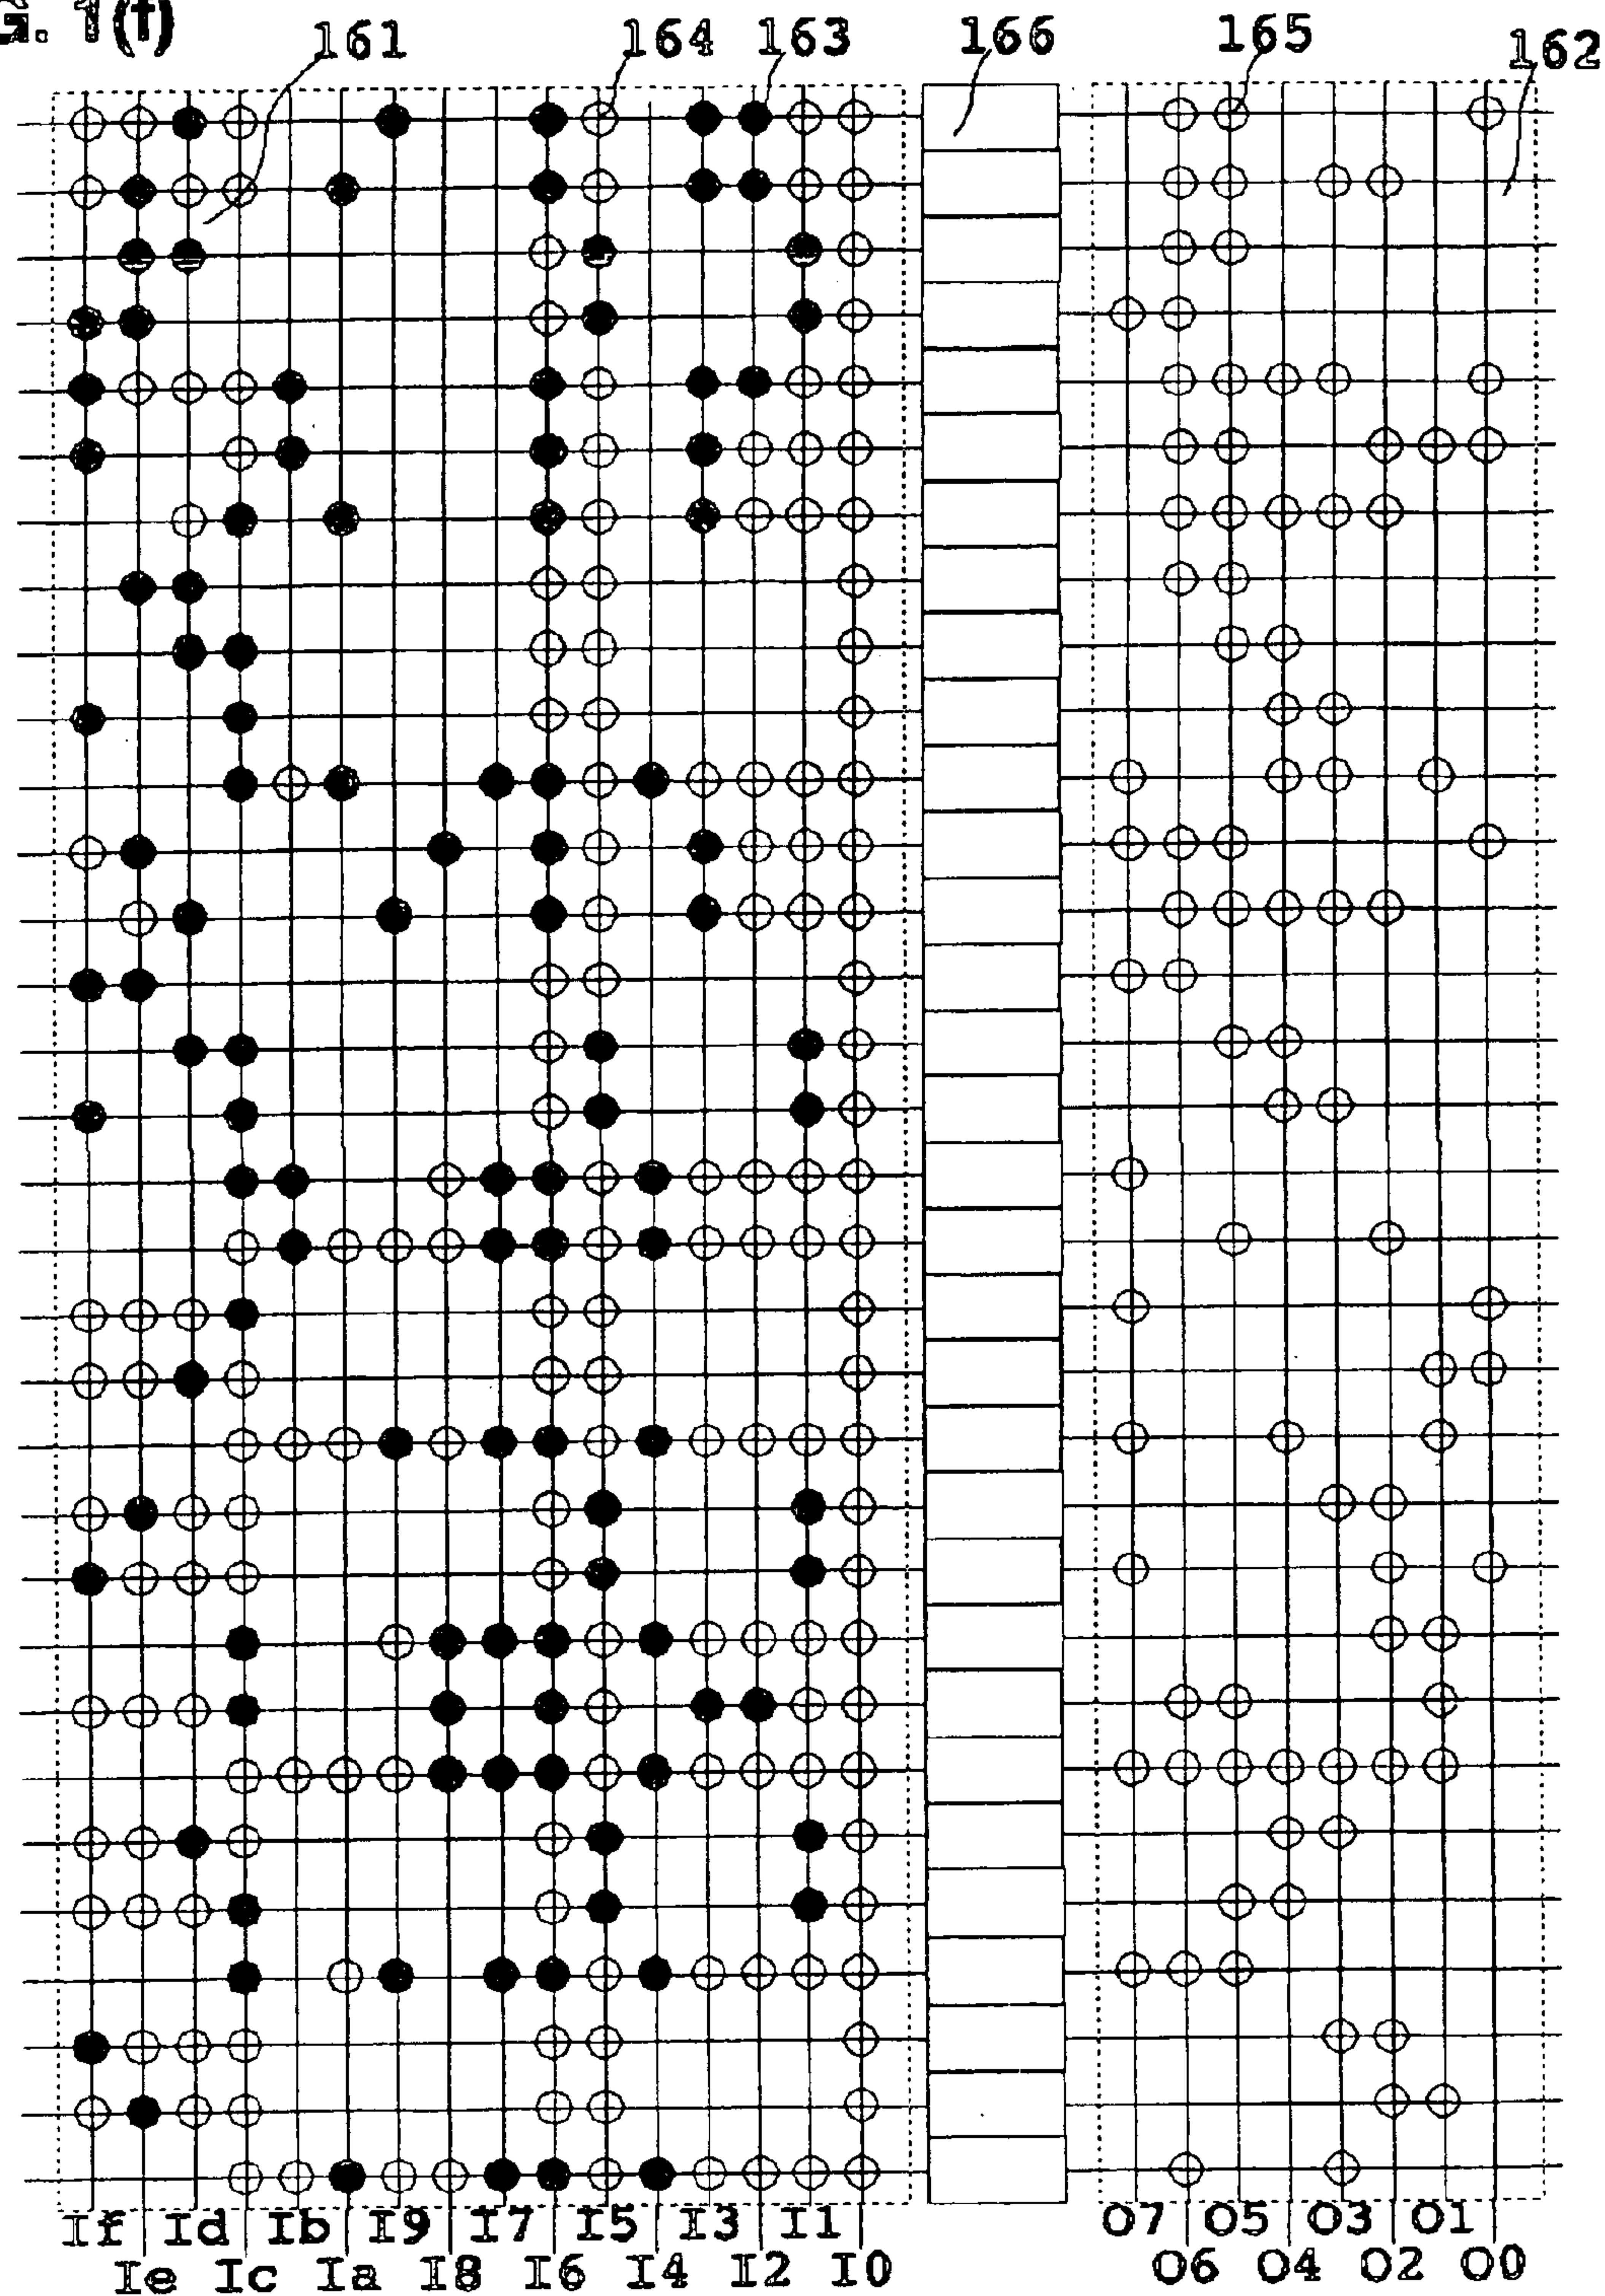 G. 1(f)
161 164 163 166 165 162
If Id Ib I9 I7 I5 I3 I1 O7 O5 O3 O1
Ie Ic Ia I8 I6 I4 I2 I0 O6 O4 O2 O0